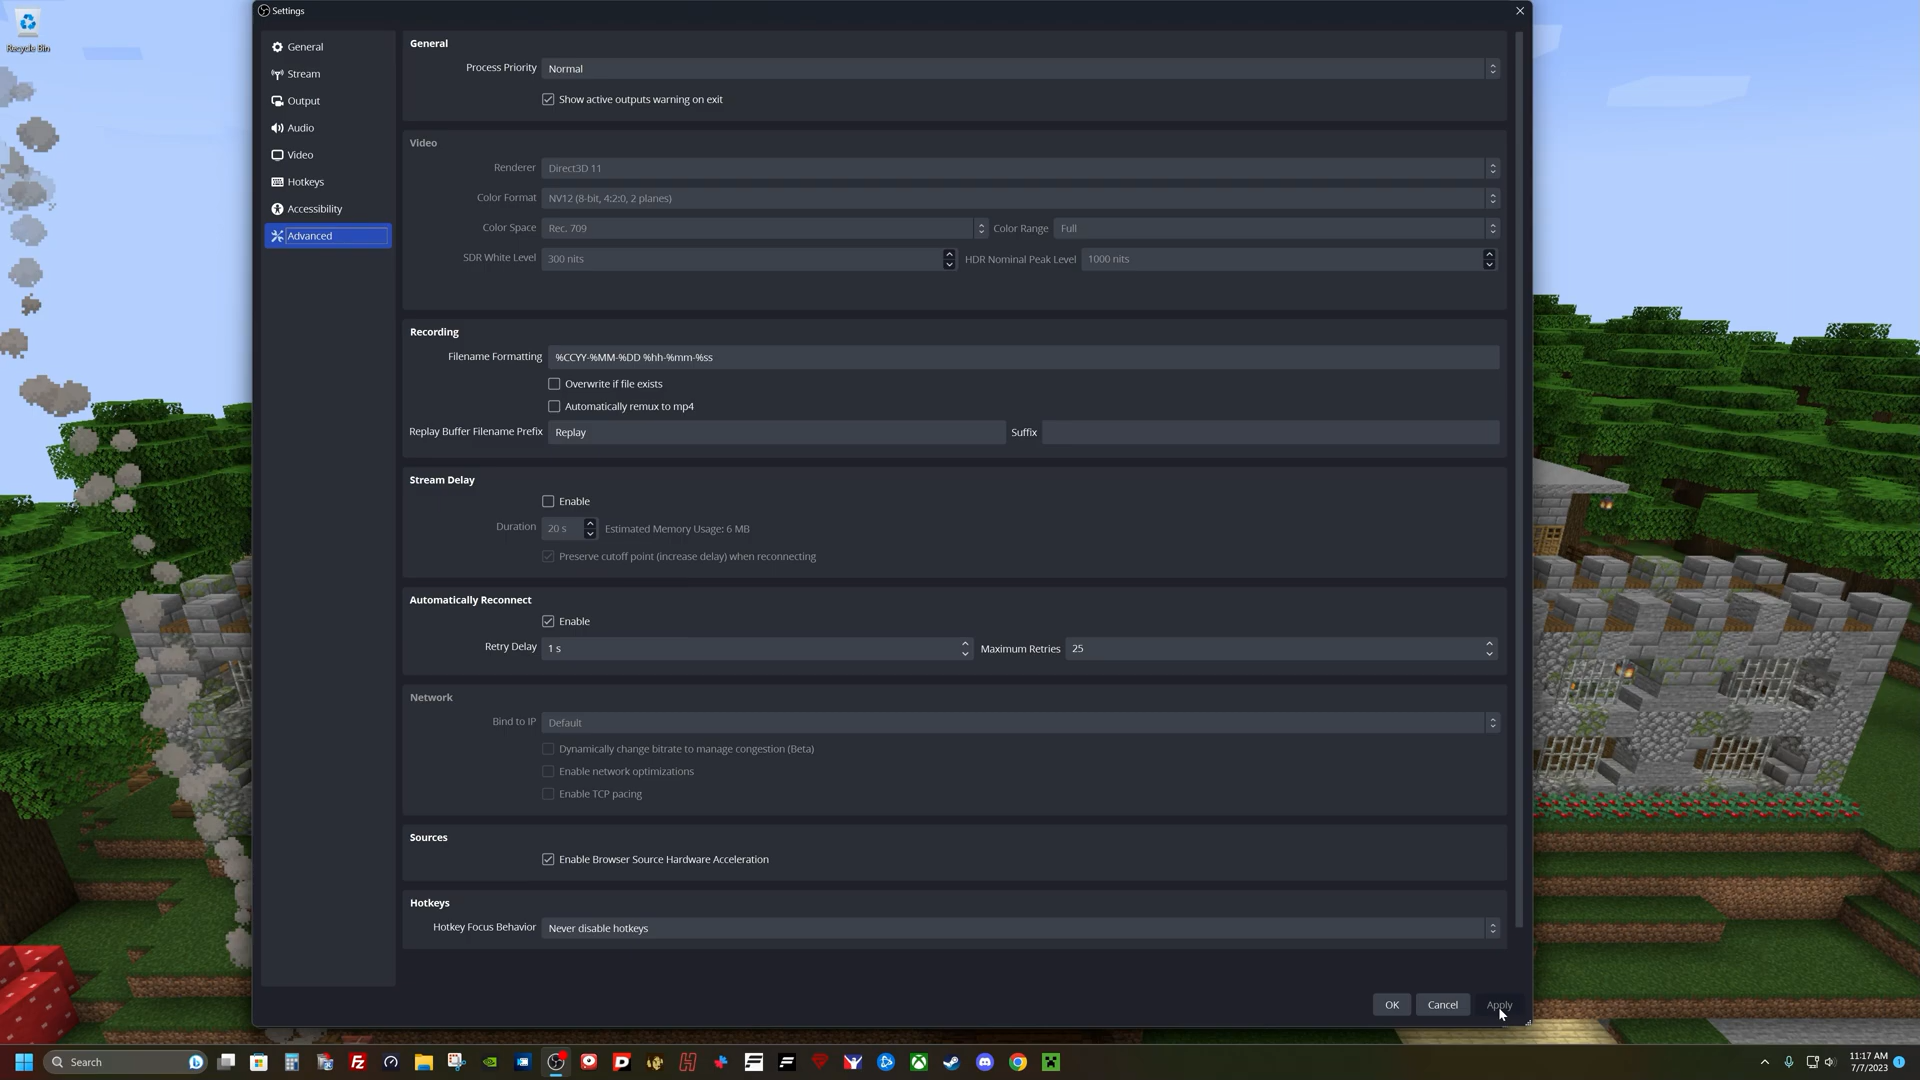 Recycle Bin
Settings
General
Stream
Output
Audio
Video
Hotkeys
Accessibility
Advanced
General
Process Priority Normal
Show active outputs warning on exit
Video
Renderer Direct3D 11
Color Format NV12 (8-bit, 4:2:0, 2 planes)
Color Space Rec. 709 Color Range Full
SDR White Level 300 nits HDR Nominal Peak Level 1000 nits
Recording
Filename Formatting %CCYY-%MM-%DD %hh-%mm-%ss
Overwrite if file exists
Automatically remux to mp4
Replay Buffer Filename Prefix Replay Suffix
Stream Delay
Enable
Duration 20 s Estimated Memory Usage: 6 MB
Preserve cutoff point (increase delay) when reconnecting
Automatically Reconnect
Enable
Retry Delay 1 s Maximum Retries 25
Network
Bind to IP Default
Dynamically change bitrate to manage congestion (Beta)
Enable network optimizations
Enable TCP pacing
Sources
Enable Browser Source Hardware Acceleration
Hotkeys
Hotkey Focus Behavior Never disable hotkeys
OK Cancel Apply
Search
11:17 AM
7/7/2023
1